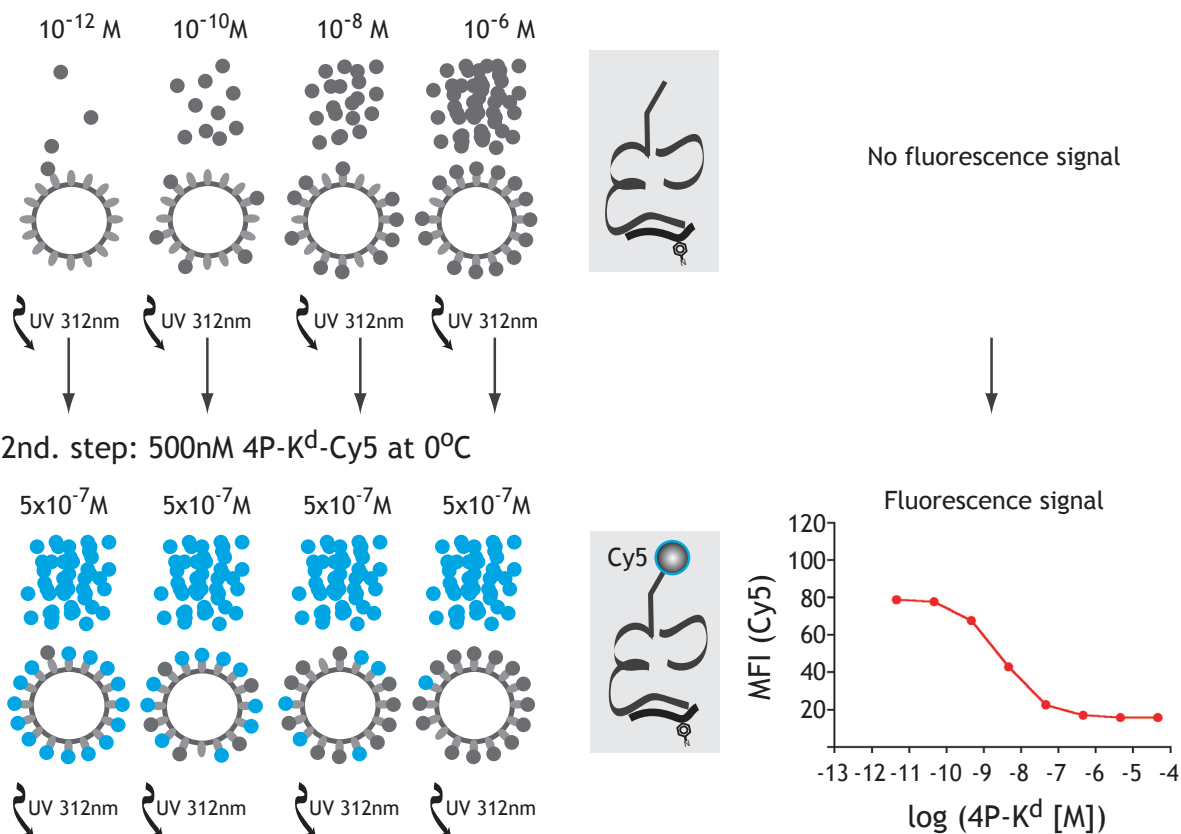 10⁻¹² M 10⁻¹⁰M 10⁻⁸ M 10⁻⁶ M
No fluorescence signal
N
UV 312nm UV 312nm UV 312nm UV 312nm
2nd. step: 500nM 4P-Kᵈ-Cy5 at 0ºC
5x10⁻⁷M 5x10⁻⁷M 5x10⁻⁷M 5x10⁻⁷M
Cy5
N
UV 312nm UV 312nm UV 312nm UV 312nm
Fluorescence signal
120
100
80
60
40
20
MFI (Cy5)
-13 -12 -11 -10 -9 -8 -7 -6 -5 -4
log (4P-Kᵈ [M])